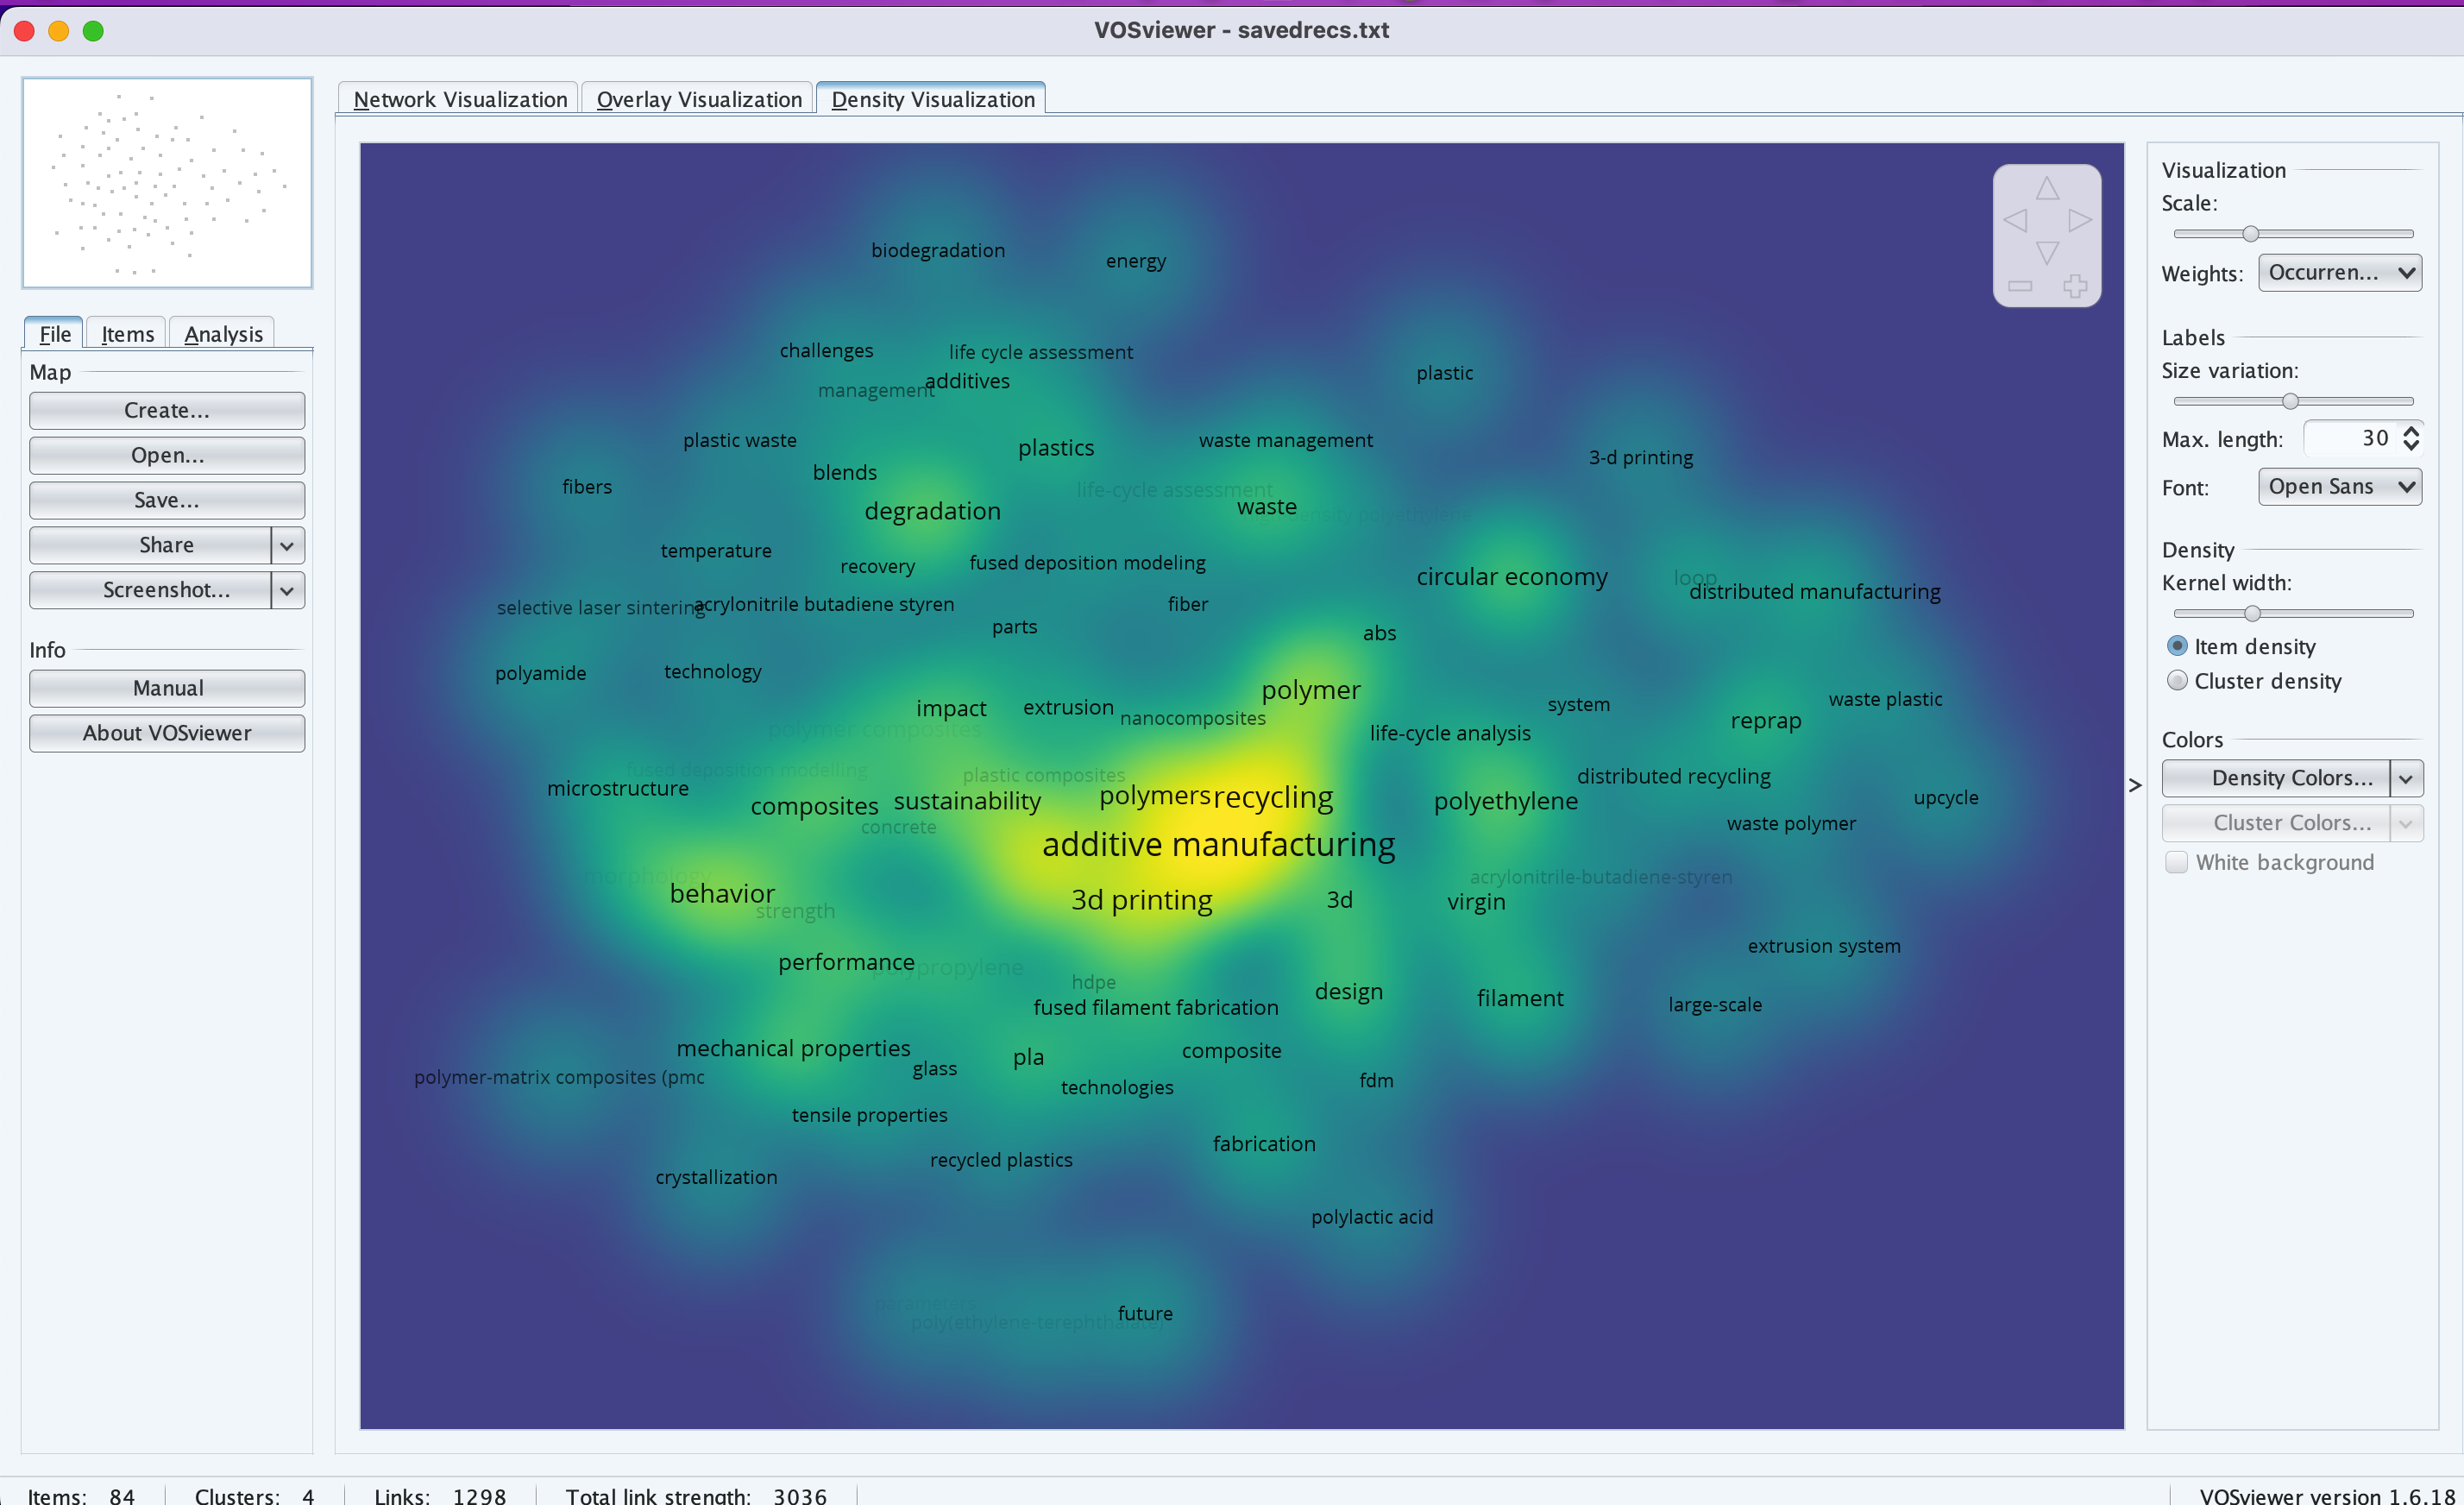 VOSviewer - savedrecs.txt
Network Visualization
Overlay Visualization
Density Visualization
File
Items
Analysis
Map
Create...
Open...
Save...
Share
Screenshot...
Info
Manual
About VOSviewer
biodegradation
energy
challenges
life cycle assessment
additives
management
plastic
plastic waste
plastics
waste management
3-d printing
blends
fibers
life-cycle assessment
degradation
waste
density polyethylene
temperature
recovery
fused deposition modeling
circular economy
loop
distributed manufacturing
selective laser sintering
acrylonitrile butadiene styren
fiber
parts
abs
polyamide
technology
polymer
impact
extrusion
nanocomposites
system
waste plastic
reprap
polymer composites
life-cycle analysis
fused deposition modelling
plastic composites
distributed recycling
microstructure
composites
sustainability
polymers
recycling
polyethylene
upcycle
concrete
waste polymer
additive manufacturing
morphology
behavior
strength
3d printing
3d
virgin
acrylonitrile-butadiene-styren
extrusion system
performance
polypropylene
hdpe
fused filament fabrication
design
filament
large-scale
mechanical properties
glass
pla
composite
technologies
fdm
polymer-matrix composites (pmc
tensile properties
fabrication
recycled plastics
crystallization
polylactic acid
parameters
future
poly(ethylene-terephthalate)
Visualization
Scale:
Weights: Occurren...
Labels
Size variation:
Max. length: 30
Font: Open Sans
Density
Kernel width:
Item density
Cluster density
Colors
Density Colors...
Cluster Colors...
White background
>
Items: 84
Clusters: 4
Links: 1298
Total link strength: 3036
VOSviewer version 1.6.18